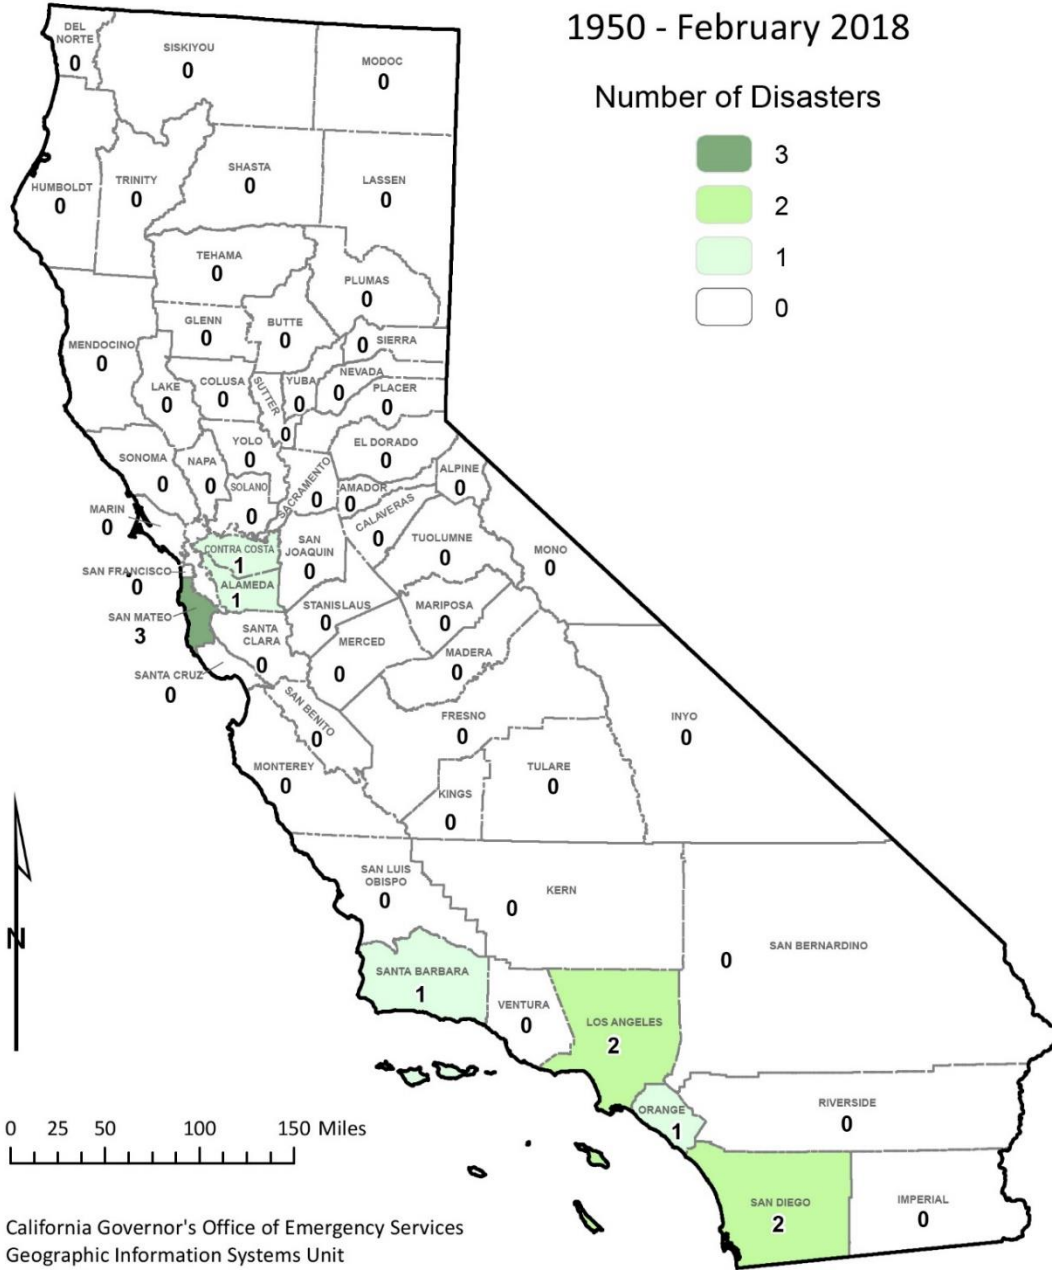 1950 - February 2018
Number of Disasters
3
2
1
0
DEL
NORTE
0
SISKIYOU
0
MODOC
0
HUMBOLDT
0
TRINITY
0
SHASTA
0
LASSEN
0
TEHAMA
0
PLUMAS
0
MENDOCINO
0
GLENN
0
BUTTE
0
SIERRA
0
LAKE
0
COLUSA
0
SUTTER
0
YUBA
0
NEVADA
0
PLACER
0
SONOMA
0
NAPA
0
YOLO
0
EL DORADO
0
SOLANO
0
SACRAMENTO
0
AMADOR
0
ALPINE
0
MARIN
0
CALAVERAS
0
CONTRA COSTA
1
SAN
JOAQUIN
0
TUOLUMNE
0
MONO
0
SAN FRANCISCO
0
ALAMEDA
1
SAN MATEO
3
STANISLAUS
0
MARIPOSA
0
SANTA
CLARA
0
MERCED
0
MADERA
0
SANTA CRUZ
0
SAN BENITO
0
FRESNO
0
INYO
0
MONTEREY
0
KINGS
0
TULARE
0
SAN LUIS
OBISPO
0
KERN
0
SAN BERNARDINO
0
SANTA BARBARA
1
VENTURA
0
LOS ANGELES
2
ORANGE
1
RIVERSIDE
0
SAN DIEGO
2
IMPERIAL
0
N
0 25 50 100 150 Miles
California Governor's Office of Emergency Services
Geographic Information Systems Unit